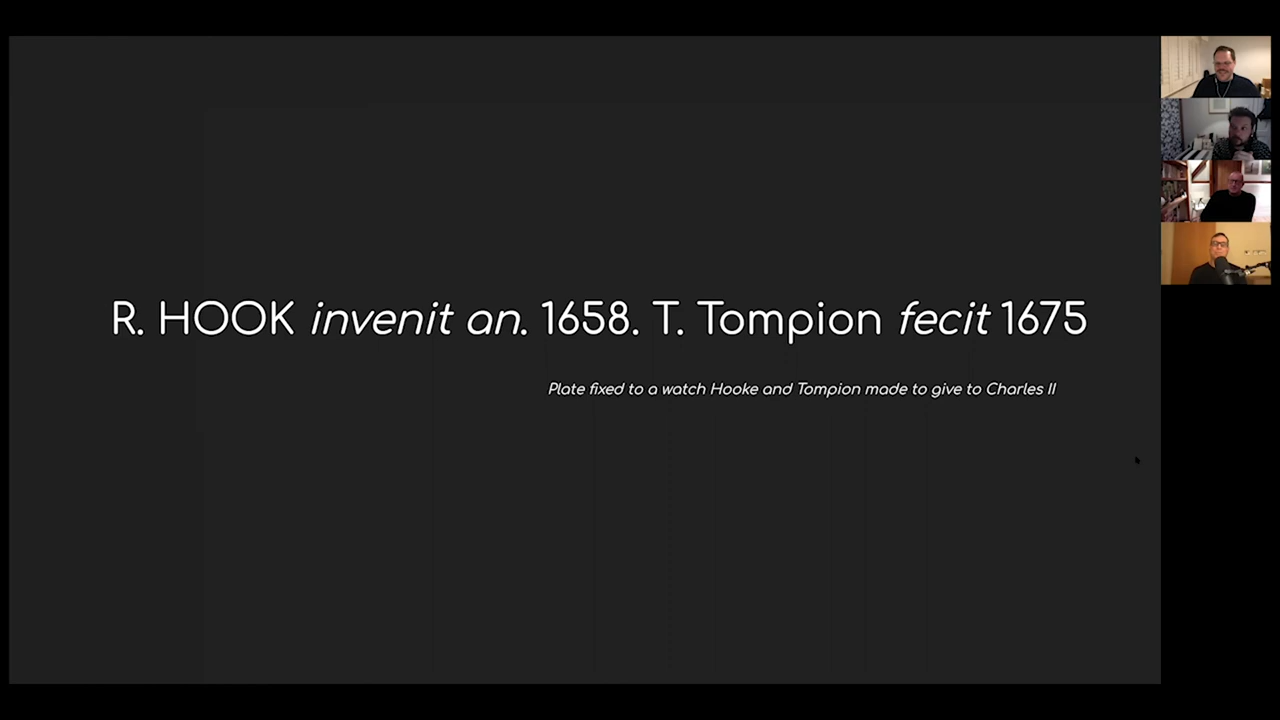 R. HOOK invenit an. 1658. T. Tompion fecit 1675
Plate fixed to a watch Hooke and Tompion made to give to Charles II